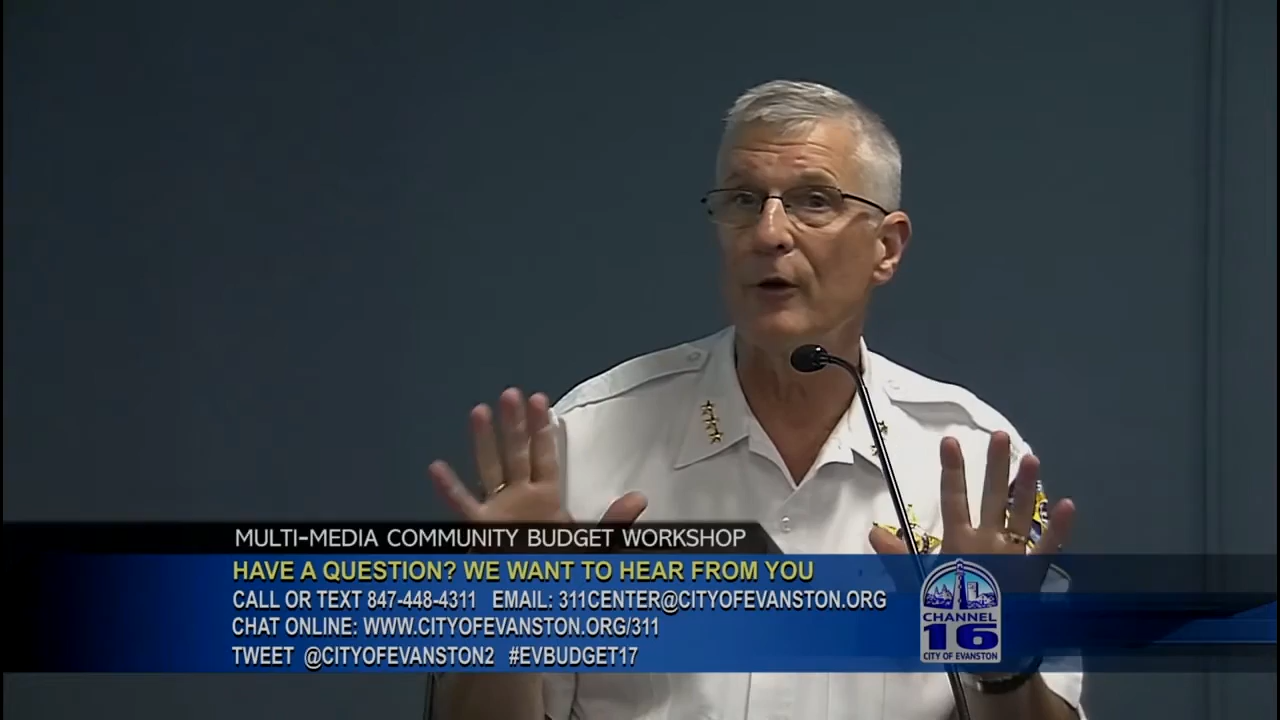 MULTI-MEDIA COMMUNITY BUDGET WORKSHOP
HAVE A QUESTION? WE WANT TO HEAR FROM YOU
CALL OR TEXT 847-448-4311 EMAIL: 311CENTER@CITYOFEVANSTON.ORG
CHAT ONLINE: WWW.CITYOFEVANSTON.ORG/311
TWEET @CITYOFEVANSTON2 #EVBUDGET17
CHANNEL
16
CITY OF EVANSTON